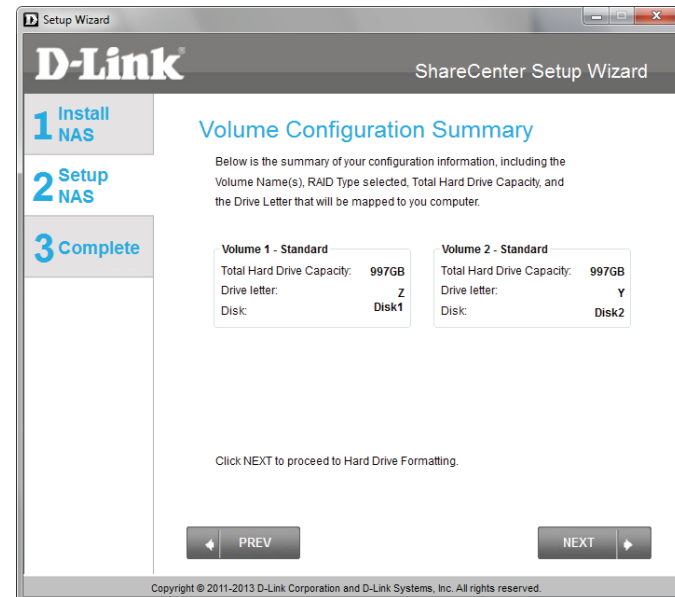 Setup Wizard
D-Link®
ShareCenter Setup Wizard
1 Install
NAS
2 Setup
NAS
3 Complete
Volume Configuration Summary
Below is the summary of your configuration information, including the
Volume Name(s), RAID Type selected, Total Hard Drive Capacity, and
the Drive Letter that will be mapped to you computer.
Volume 1 - Standard
Total Hard Drive Capacity: 997GB
Drive letter: Z
Disk: Disk1
Volume 2 - Standard
Total Hard Drive Capacity: 997GB
Drive letter: Y
Disk: Disk2
Click NEXT to proceed to Hard Drive Formatting.
PREV
NEXT
Copyright © 2011-2013 D-Link Corporation and D-Link Systems, Inc. All rights reserved.